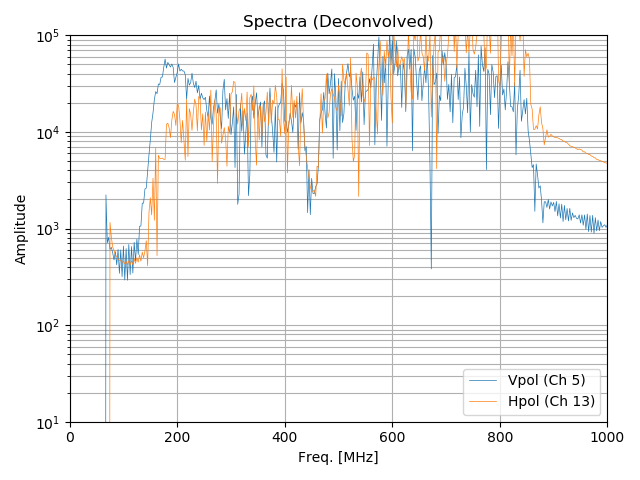 Spectra (Deconvolved)
Amplitude
10^5
10^4
10^3
10^2
10^1
0 200 400 600 800 1000
Freq. [MHz]
Vpol (Ch 5)
Hpol (Ch 13)